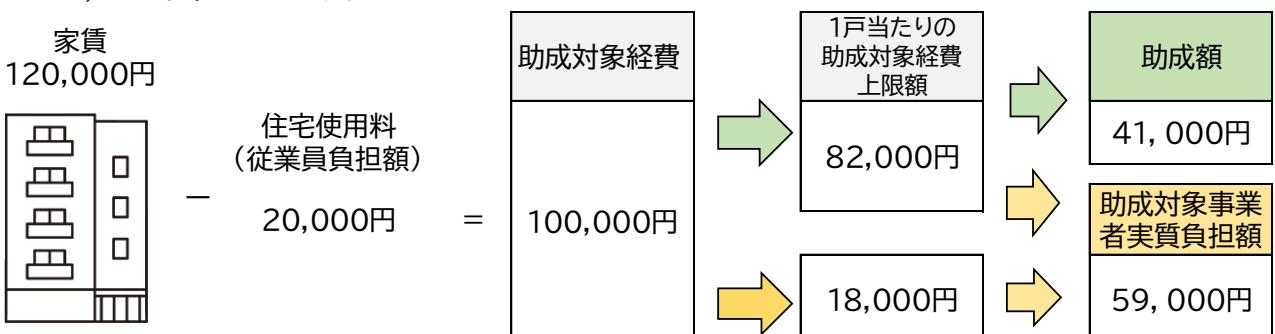 家賃
120,000円
住宅使用料
（従業員負担額）
－
20,000円
＝
助成対象経費
100,000円
1戸当たりの
助成対象経費
上限額
82,000円
18,000円
助成額
41,000円
助成対象事業
者実質負担額
59,000円